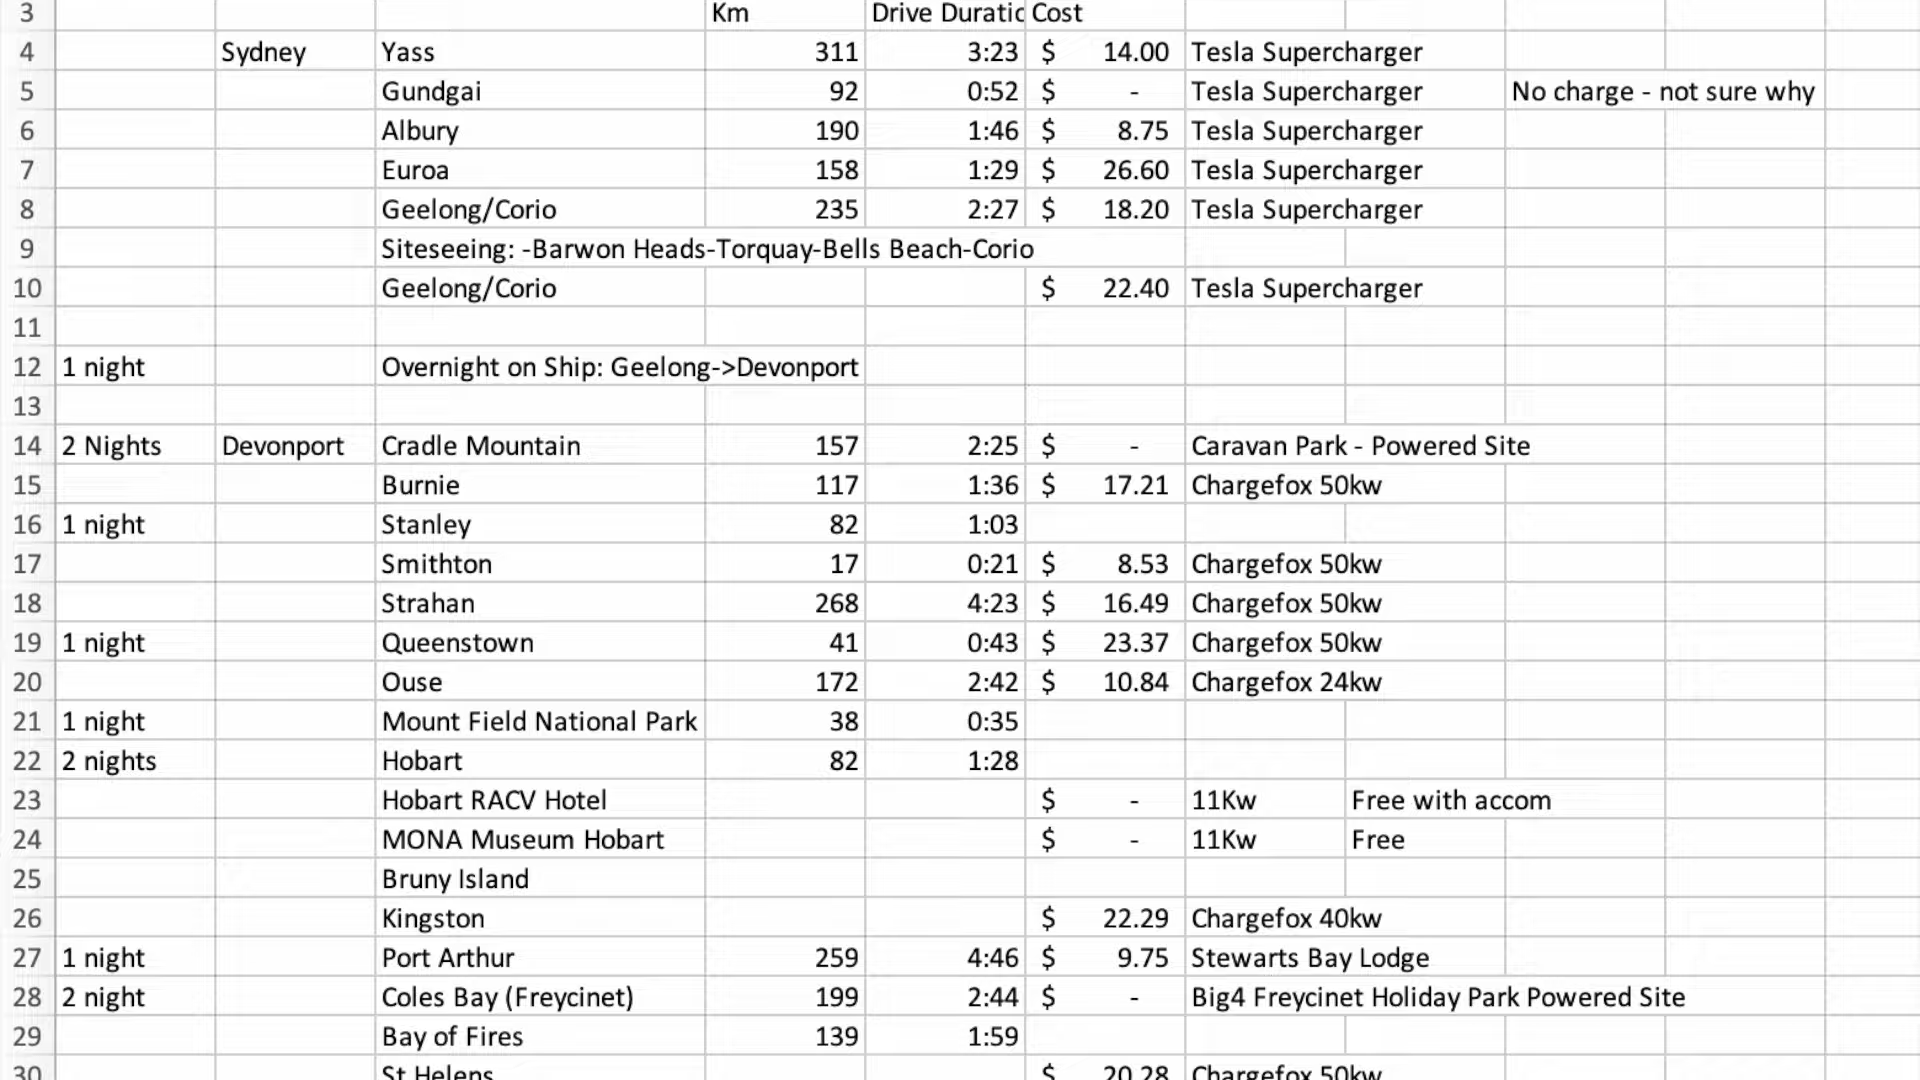 3 Km Drive Duratic Cost
4 Sydney Yass 311 3:23 $ 14.00 Tesla Supercharger
5 Gundgai 92 0:52 $ - Tesla Supercharger No charge - not sure why
6 Albury 190 1:46 $ 8.75 Tesla Supercharger
7 Euroa 158 1:29 $ 26.60 Tesla Supercharger
8 Geelong/Corio 235 2:27 $ 18.20 Tesla Supercharger
9 Siteseeing: -Barwon Heads-Torquay-Bells Beach-Corio
10 Geelong/Corio $ 22.40 Tesla Supercharger
11
12 1 night Overnight on Ship: Geelong->Devonport
13
14 2 Nights Devonport Cradle Mountain 157 2:25 $ - Caravan Park - Powered Site
15 Burnie 117 1:36 $ 17.21 Chargefox 50kw
16 1 night Stanley 82 1:03
17 Smithton 17 0:21 $ 8.53 Chargefox 50kw
18 Strahan 268 4:23 $ 16.49 Chargefox 50kw
19 1 night Queenstown 41 0:43 $ 23.37 Chargefox 50kw
20 Ouse 172 2:42 $ 10.84 Chargefox 24kw
21 1 night Mount Field National Park 38 0:35
22 2 nights Hobart 82 1:28
23 Hobart RACV Hotel $ - 11Kw Free with accom
24 MONA Museum Hobart $ - 11Kw Free
25 Bruny Island
26 Kingston $ 22.29 Chargefox 40kw
27 1 night Port Arthur 259 4:46 $ 9.75 Stewarts Bay Lodge
28 2 night Coles Bay (Freycinet) 199 2:44 $ - Big4 Freycinet Holiday Park Powered Site
29 Bay of Fires 139 1:59
30 St Helens $ 20.28 Chargefox 50kw